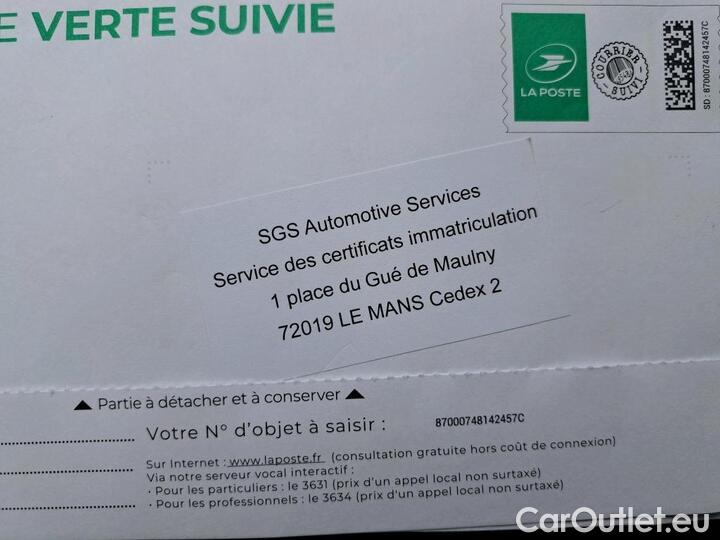 E VERTE SUIVIE
LA POSTE
COURRIER
SUIVI
SD : 87000748142457C
SGS Automotive Services
Service des certificats immatriculation
1 place du Gué de Maulny
72019 LE MANS Cedex 2
▲ Partie à détacher et à conserver ▲
Votre N° d'objet à saisir : 87000748142457C
Sur Internet : www.laposte.fr (consultation gratuite hors coût de connexion)
Via notre serveur vocal interactif :
• Pour les particuliers : le 3631 (prix d'un appel local non surtaxé)
• Pour les professionnels : le 3634 (prix d'un appel local non surtaxé)
CarOutlet.eu